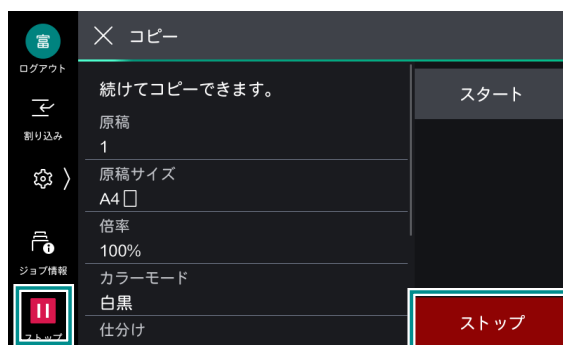 富
ログアウト
割り込み
ジョブ情報
ストップ
コピー
続けてコピーできます。
原稿
1
原稿サイズ
A4
倍率
100%
カラーモード
白黒
仕分け
スタート
ストップ